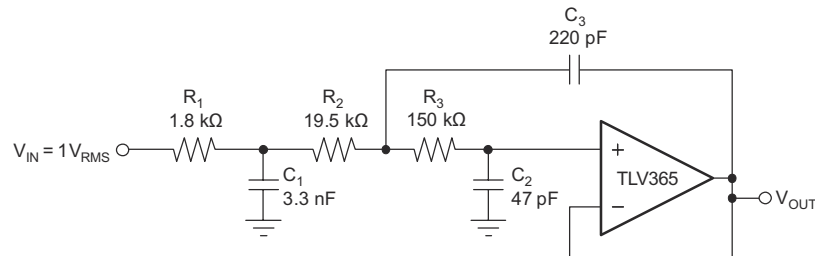 C3
220 pF
R1
1.8 kΩ
R2
19.5 kΩ
R3
150 kΩ
VIN = 1VRMS
C1
3.3 nF
C2
47 pF
+
TLV365
−
VOUT